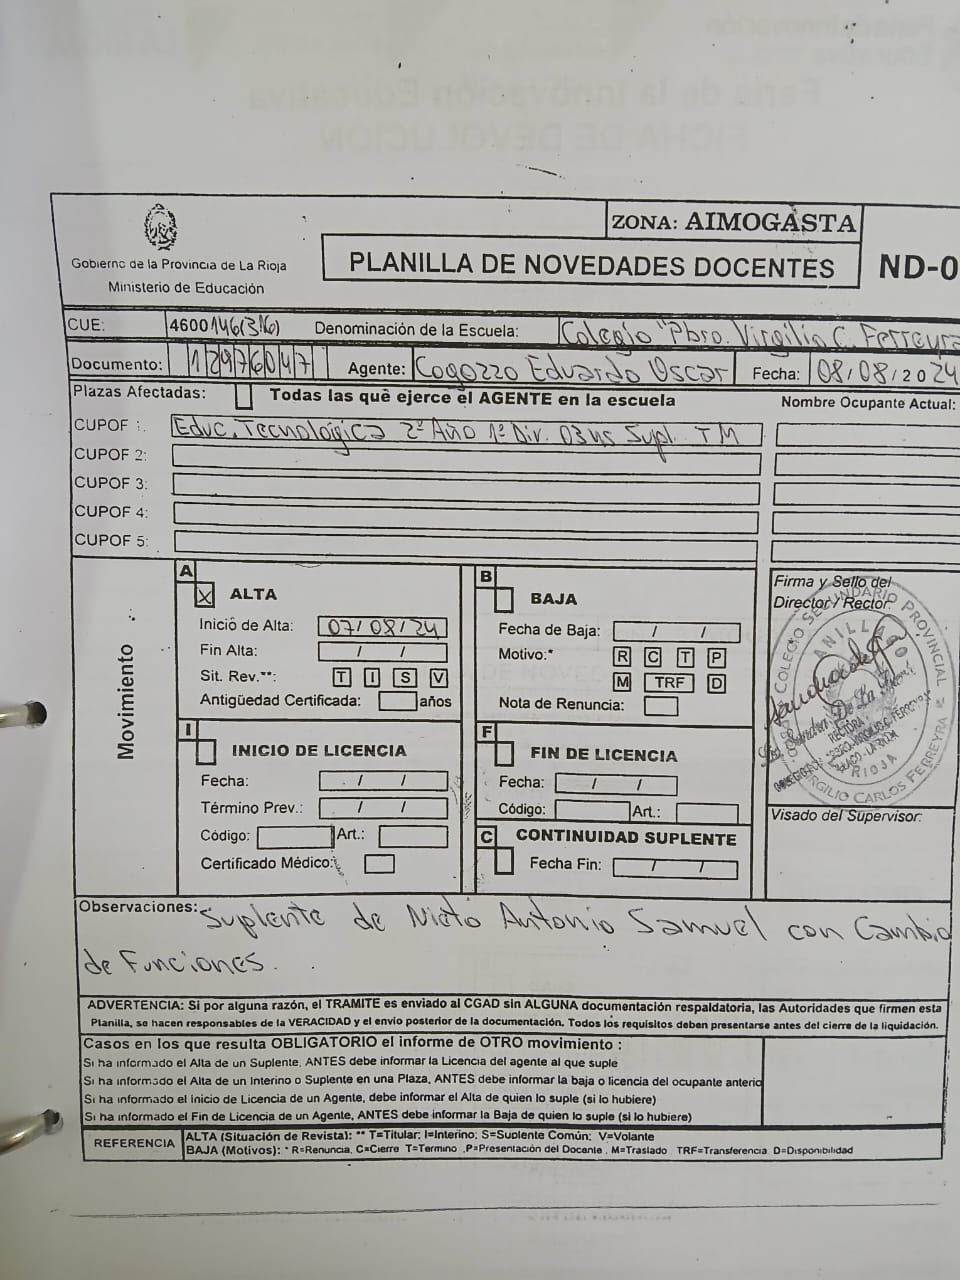 ZONA: AIMOGASTA
Gobierno de la Provincia de La Rioja
Ministerio de Educación
PLANILLA DE NOVEDADES DOCENTES
ND-0
CUE: 4600146(316) Denominación de la Escuela: Colegio "Pbro. Virgilio C. Ferreyra
Documento: 12976047 Agente: Cogozzo Eduardo Oscar Fecha: 08/08/2024
Plazas Afectadas: Todas las que ejerce el AGENTE en la escuela Nombre Ocupante Actual:
CUPOF 1. Educ. Tecnológica 2º Año 1º Div. 03 hs Supl. TM
CUPOF 2:
CUPOF 3:
CUPOF 4:
CUPOF 5:
Movimiento
A
ALTA
Inicio de Alta: 07/08/24
Fin Alta: / /
Sit. Rev.**: T I S V
Antigüedad Certificada: años
B
BAJA
Fecha de Baja: / /
Motivo:* R C T P
M TRF D
Nota de Renuncia:
Firma y Sello del
Director / Rector:
COLEGIO SECUNDARIO PROVINCIAL
ANILLACO
RECTORA
LA RIOJA
VIRGILIO CARLOS FERREYRA
I
INICIO DE LICENCIA
Fecha: / /
Término Prev.: / /
Código: Art.:
Certificado Médico:
F
FIN DE LICENCIA
Fecha: / /
Código: Art.:
C
CONTINUIDAD SUPLENTE
Fecha Fin: / /
Visado del Supervisor:
Observaciones: Suplente de Nieto Antonio Samuel con Cambio
de Funciones.
ADVERTENCIA: Si por alguna razón, el TRAMITE es enviado al CGAD sin ALGUNA documentación respaldatoria, las Autoridades que firmen esta
Planilla, se hacen responsables de la VERACIDAD y el envio posterior de la documentación. Todos los requisitos deben presentarse antes del cierre de la liquidación.
Casos en los que resulta OBLIGATORIO el informe de OTRO movimiento :
Si ha informado el Alta de un Suplente, ANTES debe informar la Licencia del agente al que suple
Si ha informado el Alta de un Interino o Suplente en una Plaza, ANTES debe informar la baja o licencia del ocupante anterio
Si ha informado el Inicio de Licencia de un Agente, debe informar el Alta de quien lo suple (si lo hubiere)
Si ha informado el Fin de Licencia de un Agente, ANTES debe informar la Baja de quien lo suple (si lo hubiere)
REFERENCIA
ALTA (Situación de Revista): ** T=Titular; I=Interino; S=Suplente Común; V=Volante
BAJA (Motivos): * R=Renuncia, C=Cierre T=Termino ,P=Presentación del Docente , M=Traslado TRF=Transferencia D=Disponibilidad